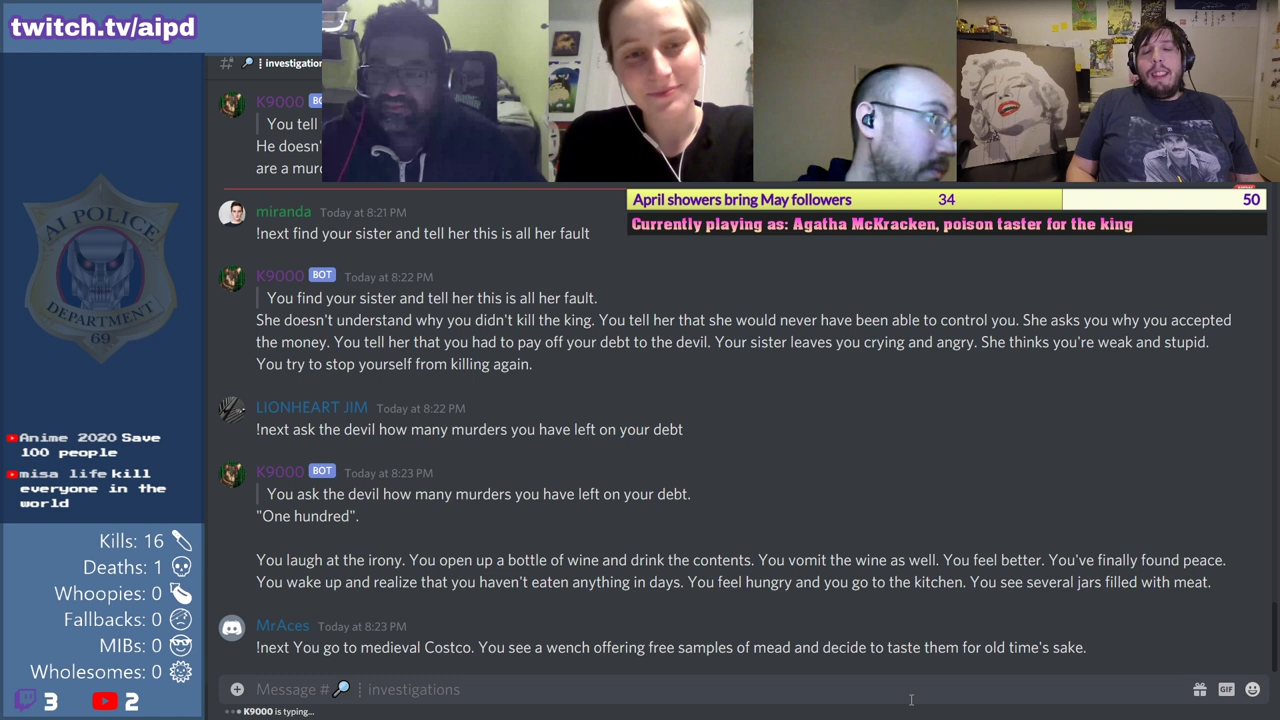 twitch.tv/aipd
# 🔎 ⁝ investigation
K9000 BO
You tell
He doesn'
are a murd
April showers bring May followers 34 50
Currently playing as: Agatha McKracken, poison taster for the king
miranda Today at 8:21 PM
!next find your sister and tell her this is all her fault
K9000 BOT Today at 8:22 PM
You find your sister and tell her this is all her fault.
She doesn't understand why you didn't kill the king. You tell her that she would never have been able to control you. She asks you why you accepted
the money. You tell her that you had to pay off your debt to the devil. Your sister leaves you crying and angry. She thinks you're weak and stupid.
You try to stop yourself from killing again.
LIONHEART JIM Today at 8:22 PM
!next ask the devil how many murders you have left on your debt
K9000 BOT Today at 8:23 PM
You ask the devil how many murders you have left on your debt.
"One hundred".
You laugh at the irony. You open up a bottle of wine and drink the contents. You vomit the wine as well. You feel better. You've finally found peace.
You wake up and realize that you haven't eaten anything in days. You feel hungry and you go to the kitchen. You see several jars filled with meat.
MrAces Today at 8:23 PM
!next You go to medieval Costco. You see a wench offering free samples of mead and decide to taste them for old time's sake.
Message # 🔎 ⁝ investigations
GIF
K9000 is typing...
AI POLICE
DEPARTMENT
69
Anime 2020 Save
100 people
misa life kill
everyone in the
world
Kills: 16
Deaths: 1
Whoopies: 0
Fallbacks: 0
MIBs: 0
Wholesomes: 0
3 2